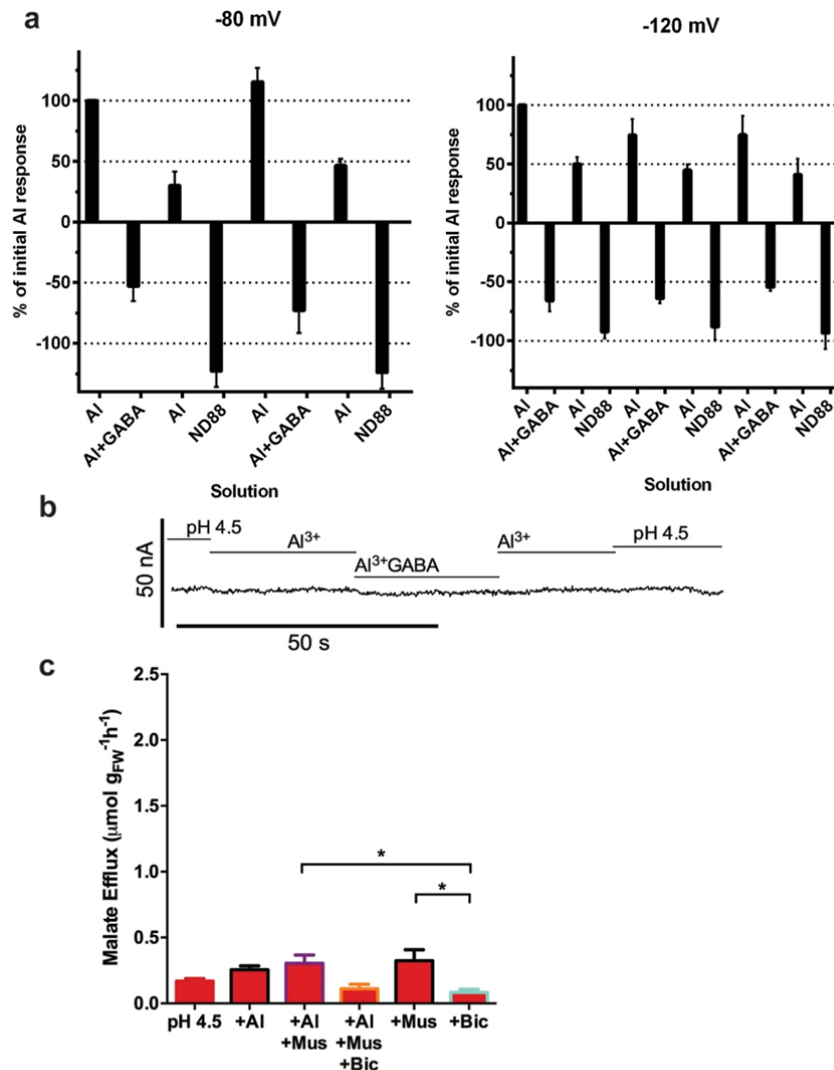 a
-80 mV
-120 mV
% of initial Al response
100
50
0
-50
-100
Al
Al+GABA
Al
ND88
Al
Al+GABA
Al
ND88
Solution
% of initial Al response
100
50
0
-50
-100
Al
Al+GABA
Al
ND88
Al
Al+GABA
Al
ND88
Al
Al+GABA
Al
ND88
Solution
b
50 nA
pH 4.5
Al³⁺
Al³⁺GABA
Al³⁺
pH 4.5
50 s
c
Malate Efflux (μmol gFW⁻¹h⁻¹)
2.5
2.0
1.5
1.0
0.5
0.0
*
*
pH 4.5
+Al
+Al
+Mus
+Al
+Mus
+Bic
+Mus
+Bic